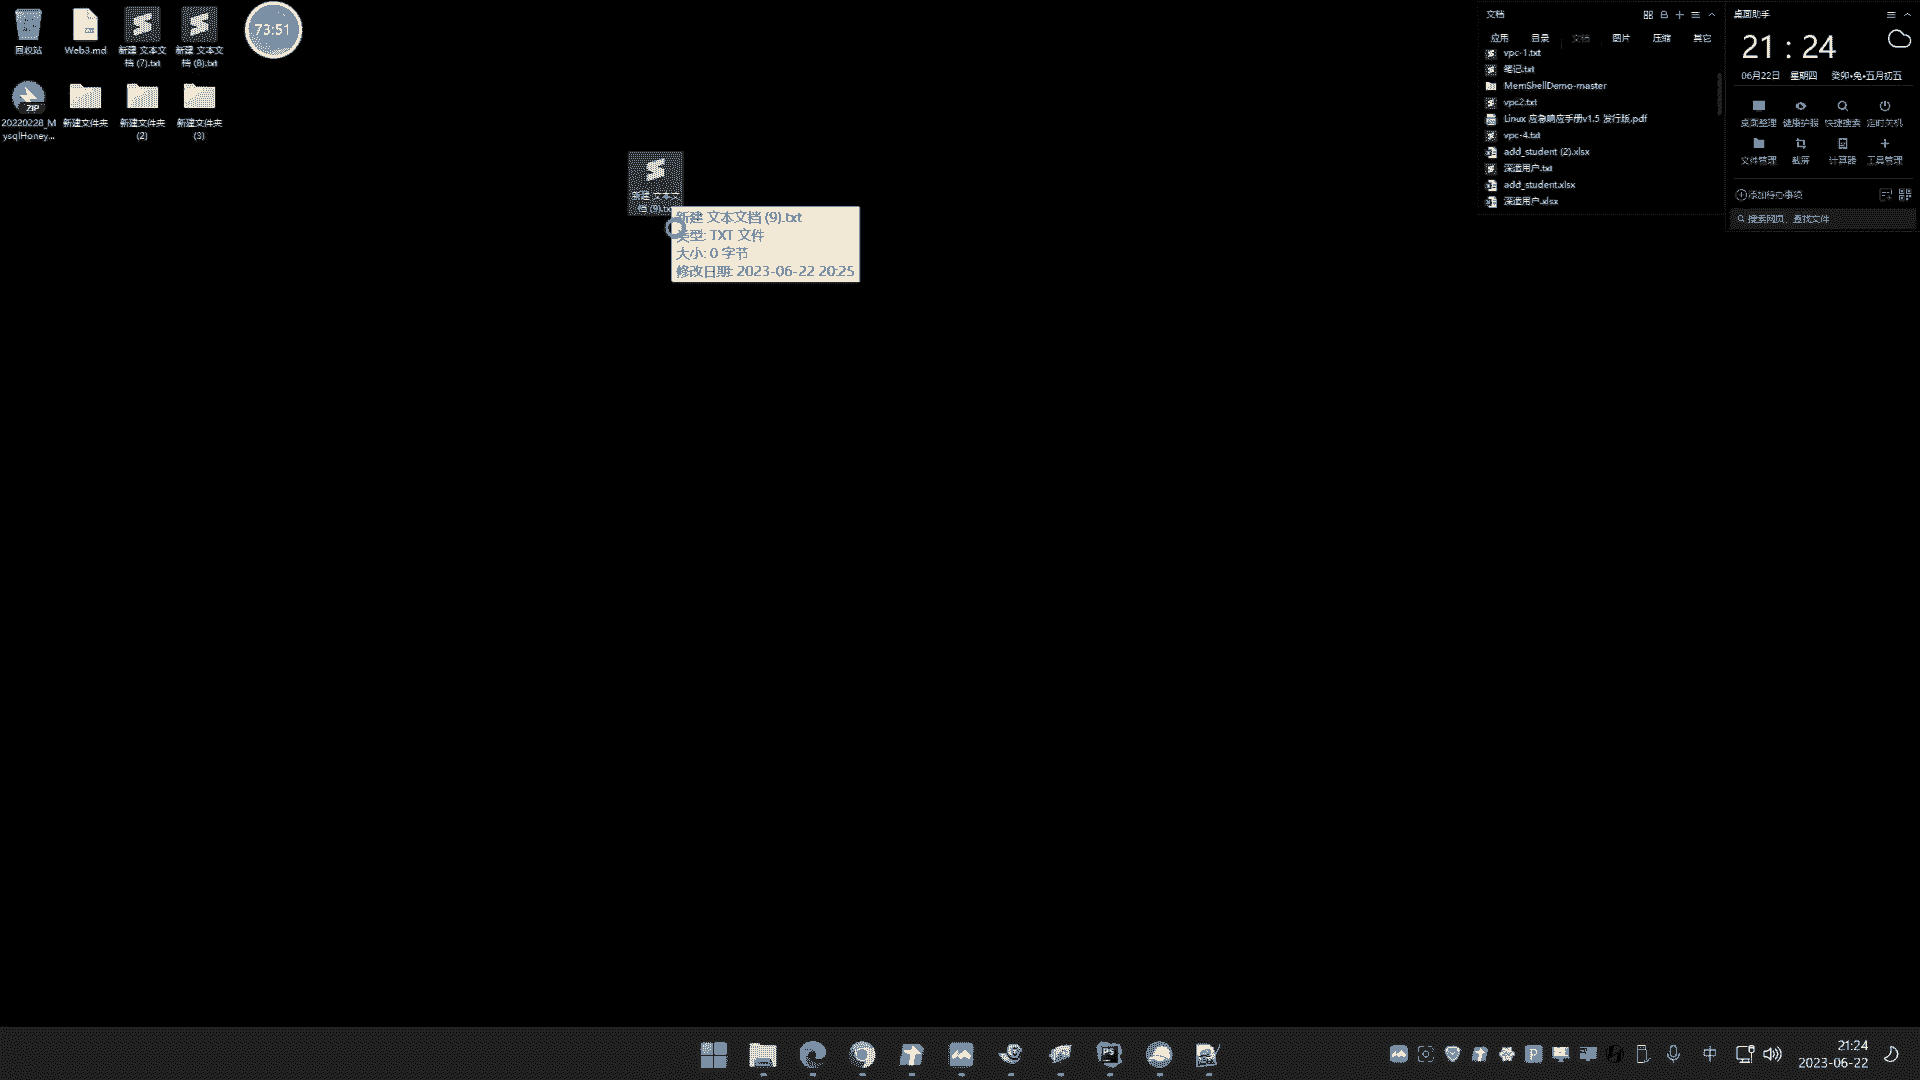 回收站
Web3.md
新建 文本文
档 (7).txt
新建 文本文
档 (8).txt
73:51
ZIP
20220228_M
ysqlHoney...
新建文件夹
新建文件夹
(2)
新建文件夹
(3)
新建 文本文
档 (9).txt
新建 文本文档 (9).txt
类型: TXT 文件
大小: 0 字节
修改日期: 2023-06-22 20:25
文档
应用 目录 文档 图片 压缩 其它
vpc-1.txt
笔记.txt
MemShellDemo-master
vpc2.txt
Linux 应急响应手册v1.5 发行版.pdf
vpc-4.txt
add_student (2).xlsx
深造用户.txt
add_student.xlsx
深造用户.xlsx
桌面助手
21 : 24
06月22日 星期四 癸卯•兔•五月初五
桌面整理 健康护眼 快捷搜索 定时关机
文件管理 截屏 计算器 工具管理
添加待办事项
搜索网页、查找文件
PS
P
中
21:24
2023-06-22